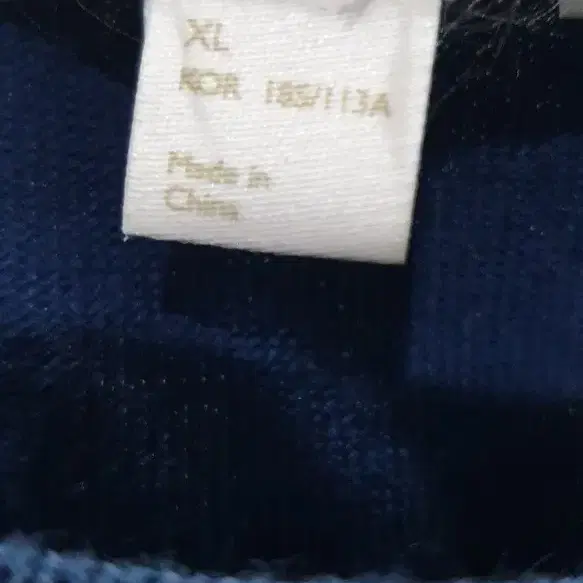 XL
KOR 185/113A
Made in
China